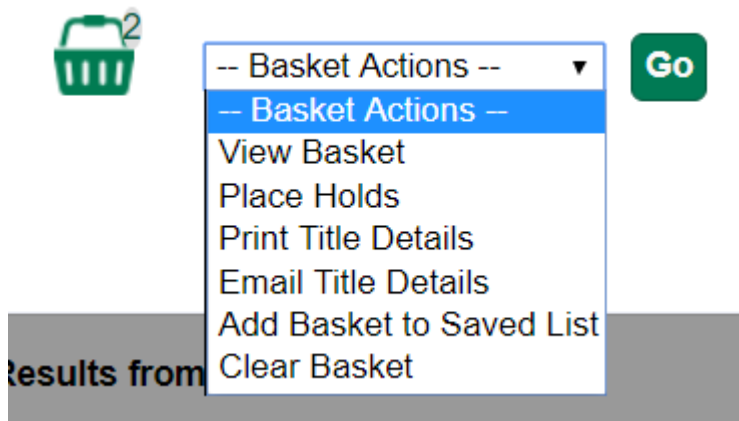 2
-- Basket Actions -- ▼
Go
-- Basket Actions --
View Basket
Place Holds
Print Title Details
Email Title Details
Add Basket to Saved List
Clear Basket
from